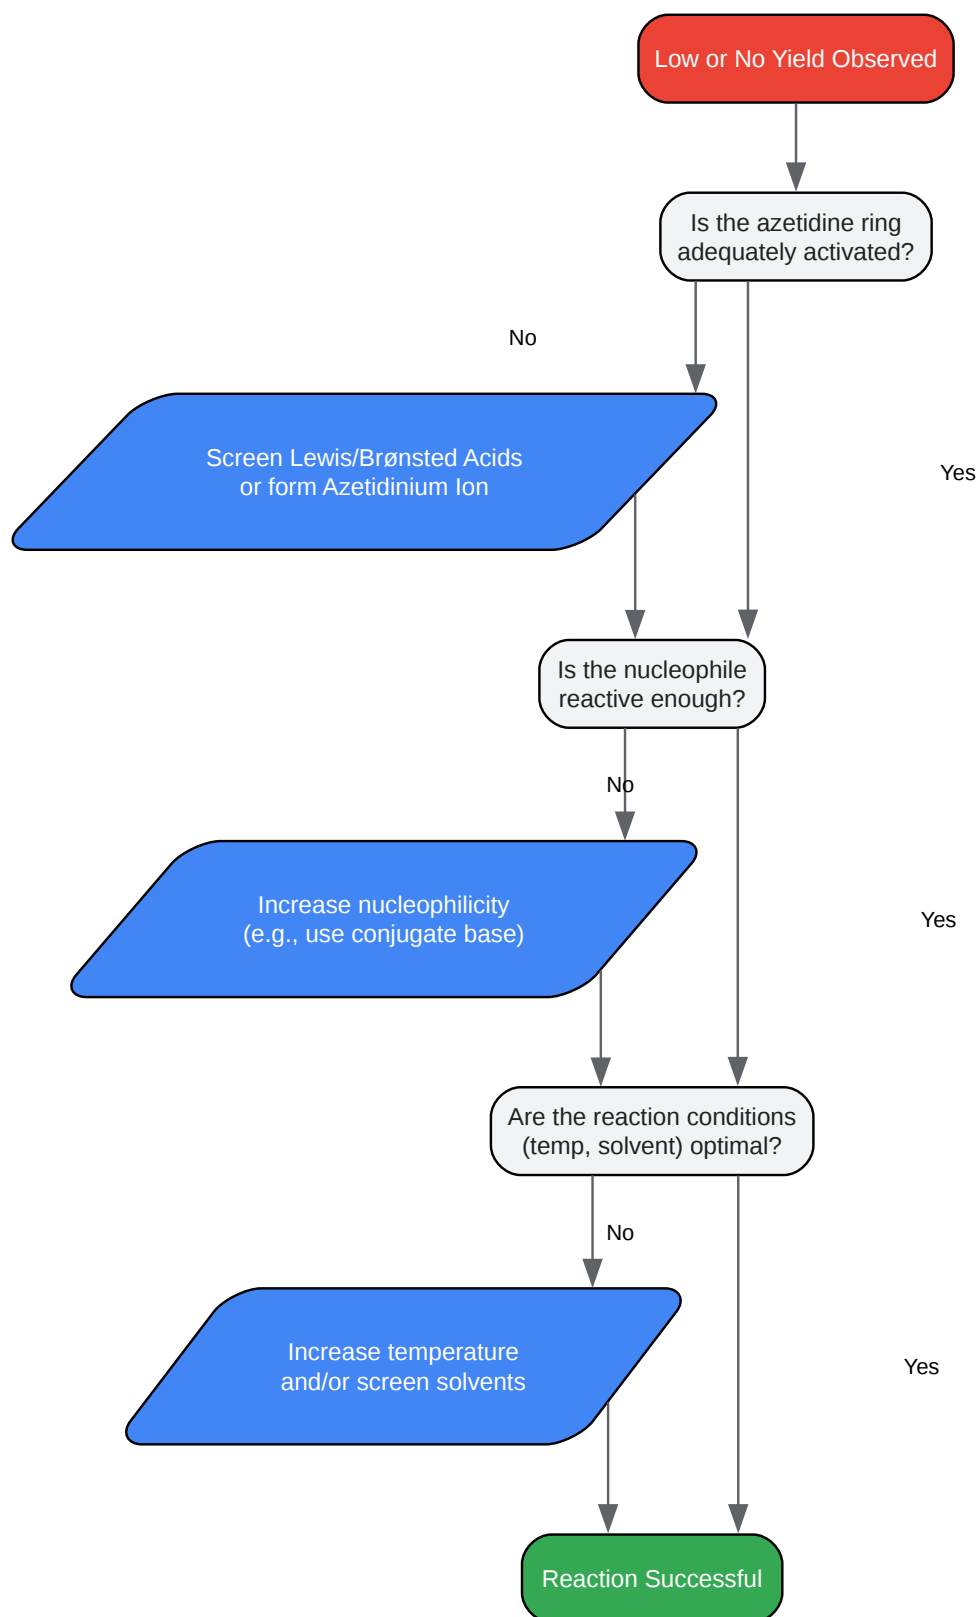 Low or No Yield Observed
Is the azetidine ring
adequately activated?
No
Screen Lewis/Brønsted Acids
or form Azetidinium Ion
Yes
Is the nucleophile
reactive enough?
No
Increase nucleophilicity
(e.g., use conjugate base)
Yes
Are the reaction conditions
(temp, solvent) optimal?
No
Increase temperature
and/or screen solvents
Yes
Reaction Successful